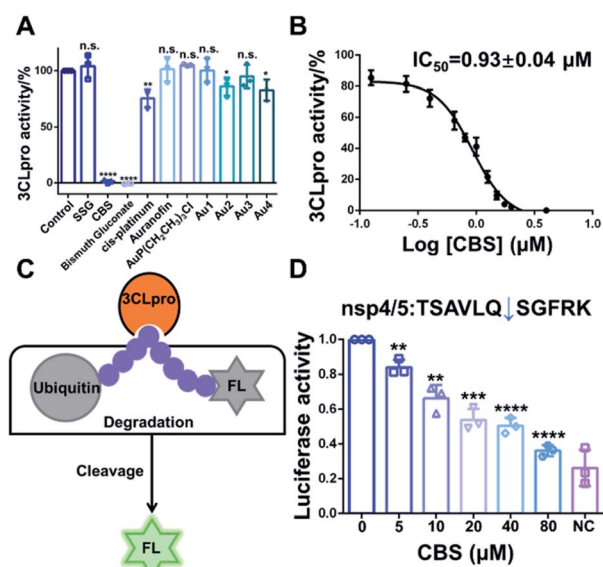 A
3CLpro activity/%
100
50
0
n.s.
****
****
**
n.s.
n.s.
n.s.
*
n.s.
*
Control
SSG
CBS
Bismuth Gluconate
cis-platinum
Auranofin
AuP(CH₂CH₃)₃Cl
Au1
Au2
Au3
Au4
B
IC₅₀=0.93±0.04 μM
3CLpro activity/%
100
80
60
40
20
0
-1.0
-0.5
0.0
0.5
1.0
Log [CBS] (μM)
C
3CLpro
Ubiquitin
FL
Degradation
Cleavage
FL
D
nsp4/5:TSAVLQ↓SGFRK
Luciferase activity
1.0
0.8
0.6
0.4
0.2
0.0
**
**
***
****
****
0
5
10
20
40
80
NC
CBS (μM)